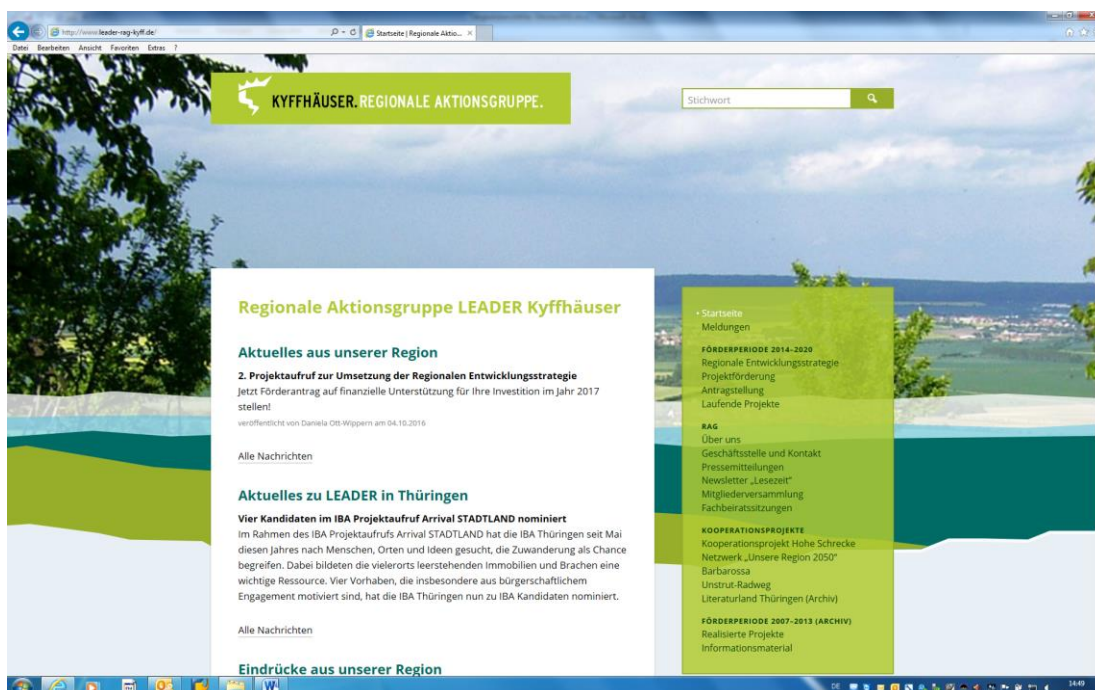 http://www.leader-rag-kyff.de/
Startseite | Regionale Aktio...
Datei Bearbeiten Ansicht Favoriten Extras ?
KYFFHÄUSER. REGIONALE AKTIONSGRUPPE.
Stichwort
Regionale Aktionsgruppe LEADER Kyffhäuser
Aktuelles aus unserer Region
2. Projektaufruf zur Umsetzung der Regionalen Entwicklungsstrategie
Jetzt Förderantrag auf finanzielle Unterstützung für Ihre Investition im Jahr 2017
stellen!
veröffentlicht von Daniela Ott-Wippern am 04.10.2016
Alle Nachrichten
Aktuelles zu LEADER in Thüringen
Vier Kandidaten im IBA Projektaufruf Arrival STADTLAND nominiert
Im Rahmen des IBA Projektaufrufs Arrival STADTLAND hat die IBA Thüringen seit Mai
diesen Jahres nach Menschen, Orten und Ideen gesucht, die Zuwanderung als Chance
begreifen. Dabei bildeten die vielerorts leerstehenden Immobilien und Brachen eine
wichtige Ressource. Vier Vorhaben, die insbesondere aus bürgerschaftlichem
Engagement motiviert sind, hat die IBA Thüringen nun zu IBA Kandidaten nominiert.
Alle Nachrichten
Eindrücke aus unserer Region
• Startseite
Meldungen
FÖRDERPERIODE 2014-2020
Regionale Entwicklungsstrategie
Projektförderung
Antragstellung
Laufende Projekte
RAG
Über uns
Geschäftsstelle und Kontakt
Pressemitteilungen
Newsletter „Lesezeit"
Mitgliederversammlung
Fachbeiratssitzungen
KOOPERATIONSPROJEKTE
Kooperationsprojekt Hohe Schrecke
Netzwerk „Unsere Region 2050"
Barbarossa
Unstrut-Radweg
Literaturland Thüringen (Archiv)
FÖRDERPERIODE 2007-2013 (ARCHIV)
Realisierte Projekte
Informationsmaterial
DE
14:49